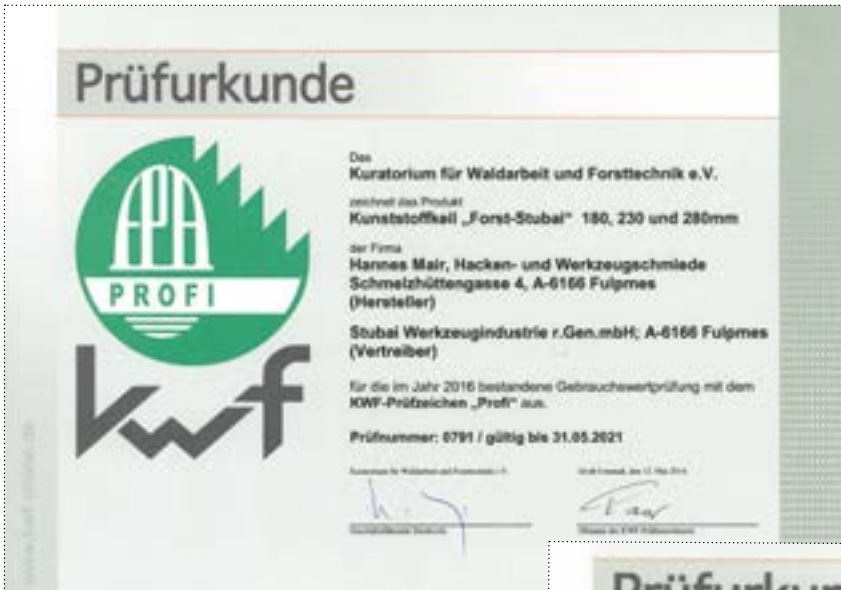 Prüfurkunde
Das
Kuratorium für Waldarbeit und Forsttechnik e.V.
zeichnet das Produkt
Kunststoffkeil „Forst-Stubai“ 180, 230 und 280mm
der Firma
Hannes Mair, Hacken- und Werkzeugschmiede
Schmelzhüttengasse 4, A-6166 Fulpmes
(Hersteller)
Stubai Werkzeugindustrie r.Gen.mbH; A-6166 Fulpmes
(Vertreiber)
für die im Jahr 2016 bestandene Gebrauchswertprüfung mit dem
KWF-Prüfzeichen „Profi“ aus.
Prüfnummer: 0791 / gültig bis 31.05.2021
FPA
PROFI
kwf